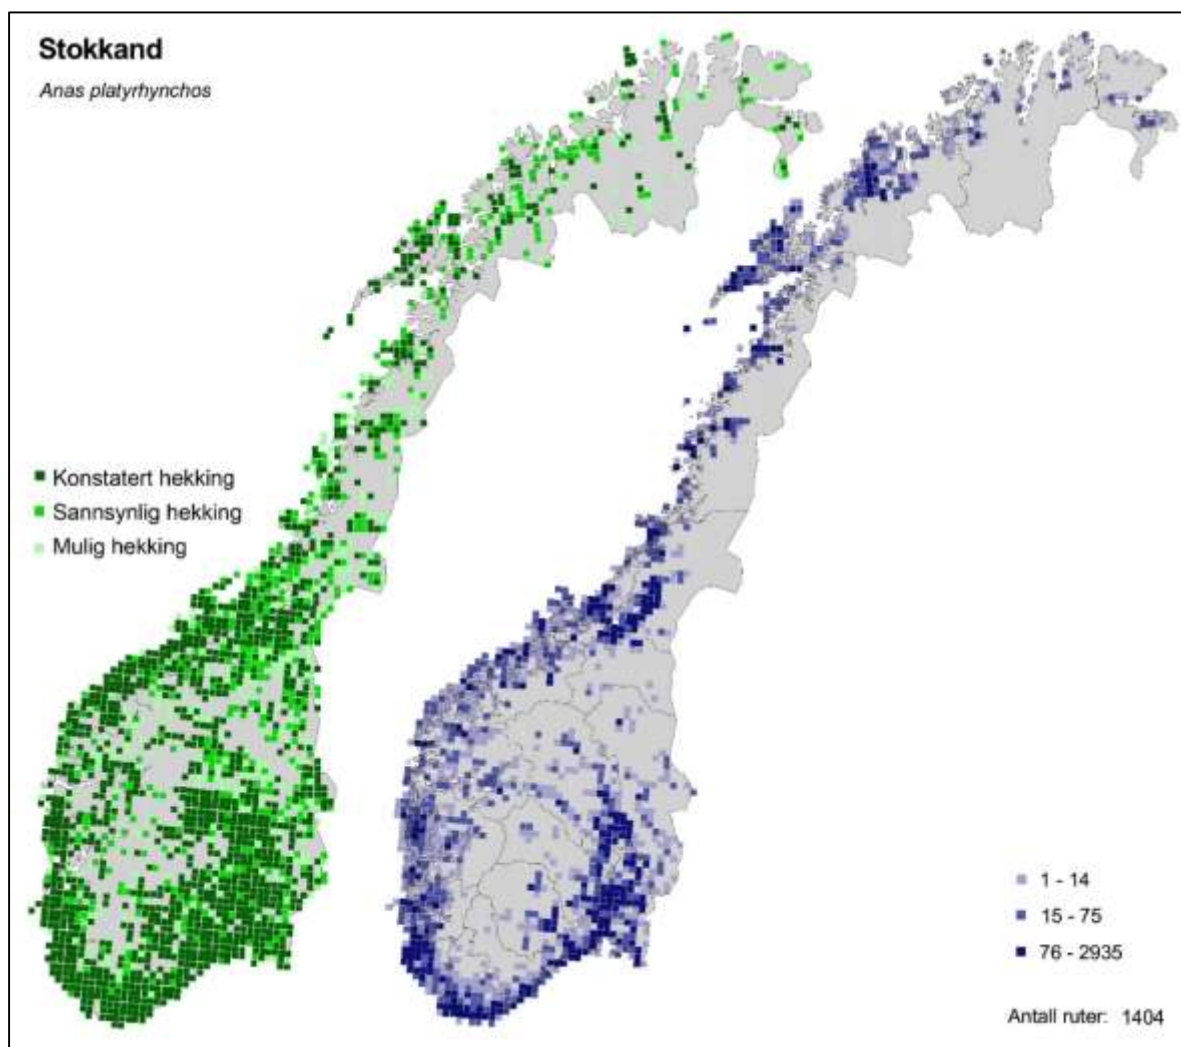 Stokkand
Anas platyrhynchos
Konstatert hekking
Sannsynlig hekking
Mulig hekking
1 - 14
15 - 75
76 - 2935
Antall ruter: 1404